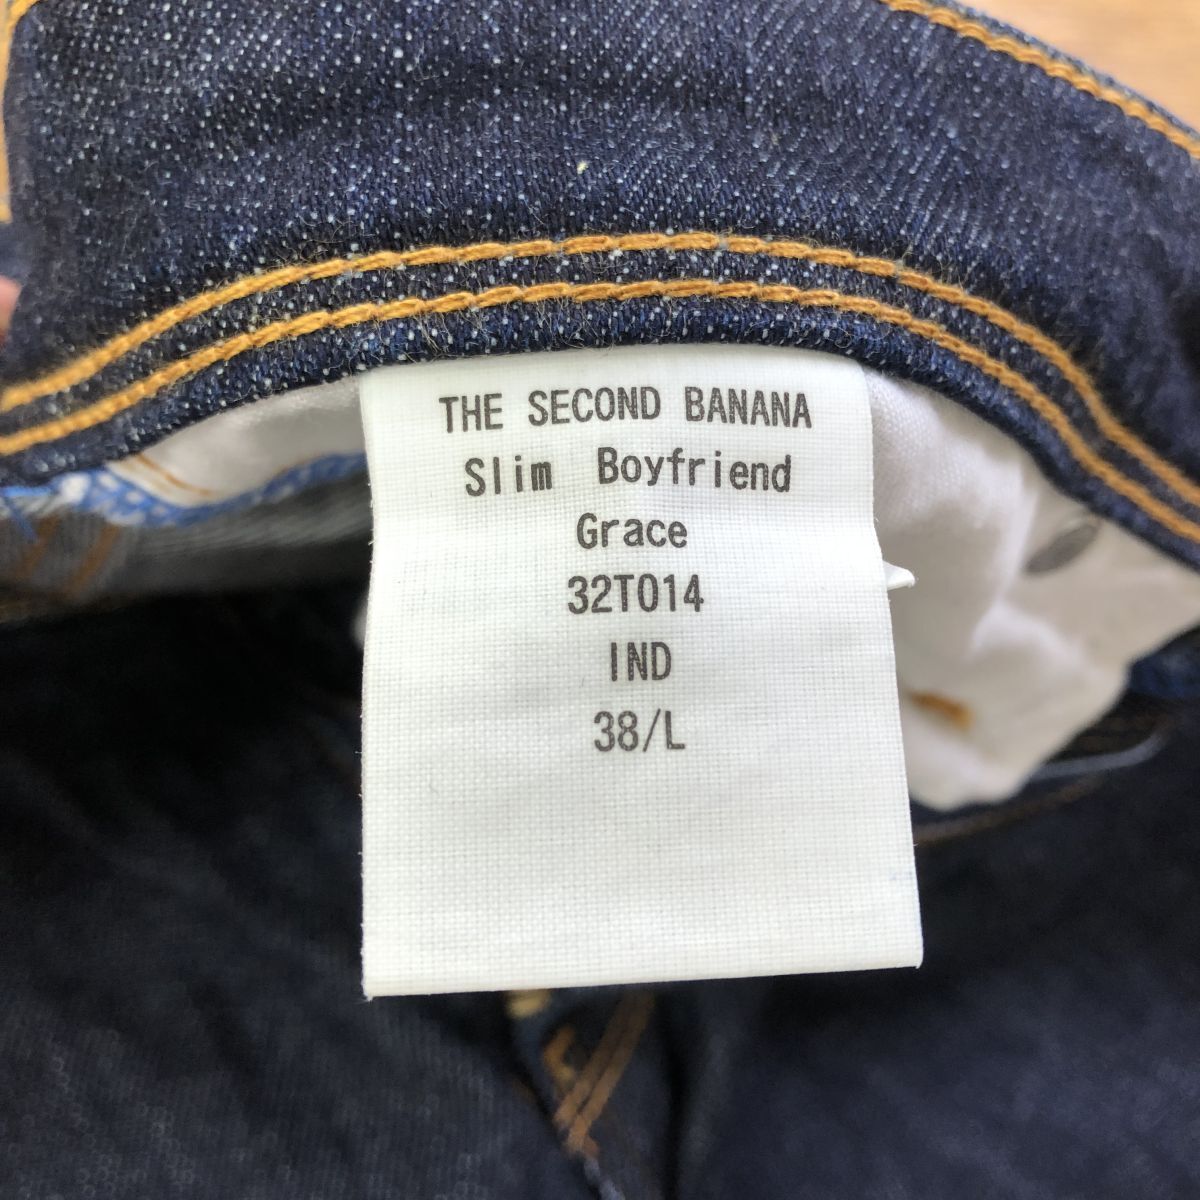 THE SECOND BANANA
Slim Boyfriend
Grace
32T014
IND
38/L